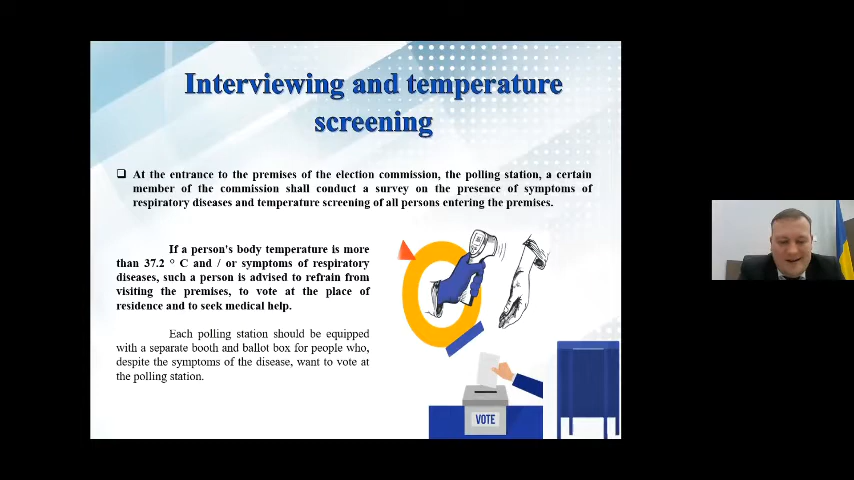 Interviewing and temperature
screening
❑ At the entrance to the premises of the election commission, the polling station, a certain
member of the commission shall conduct a survey on the presence of symptoms of
respiratory diseases and temperature screening of all persons entering the premises.
If a person's body temperature is more
than 37.2 ° C and / or symptoms of respiratory
diseases, such a person is advised to refrain from
visiting the premises, to vote at the place of
residence and to seek medical help.
Each polling station should be equipped
with a separate booth and ballot box for people who,
despite the symptoms of the disease, want to vote at
the polling station.
VOTE